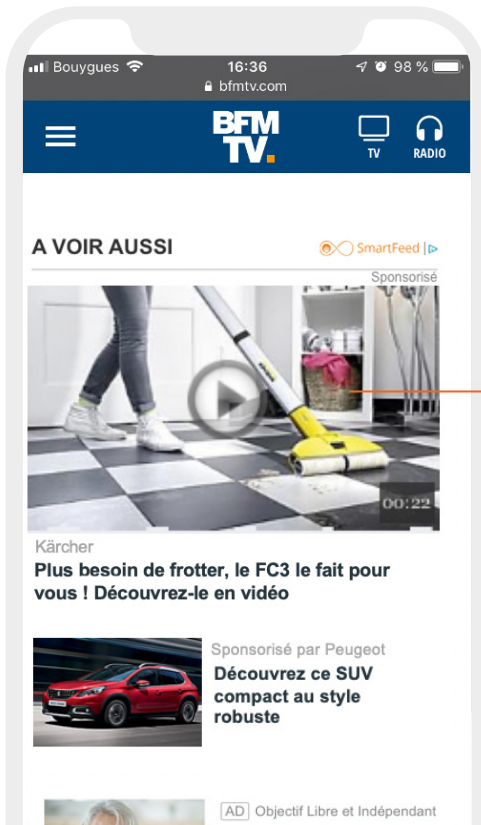 Bouygues 16:36 98 %
bfmtv.com
BFM
TV.
TV RADIO
A VOIR AUSSI
SmartFeed
Sponsorisé
00:22
Kärcher
Plus besoin de frotter, le FC3 le fait pour
vous ! Découvrez-le en vidéo
Sponsorisé par Peugeot
Découvrez ce SUV
compact au style
robuste
AD Objectif Libre et Indépendant